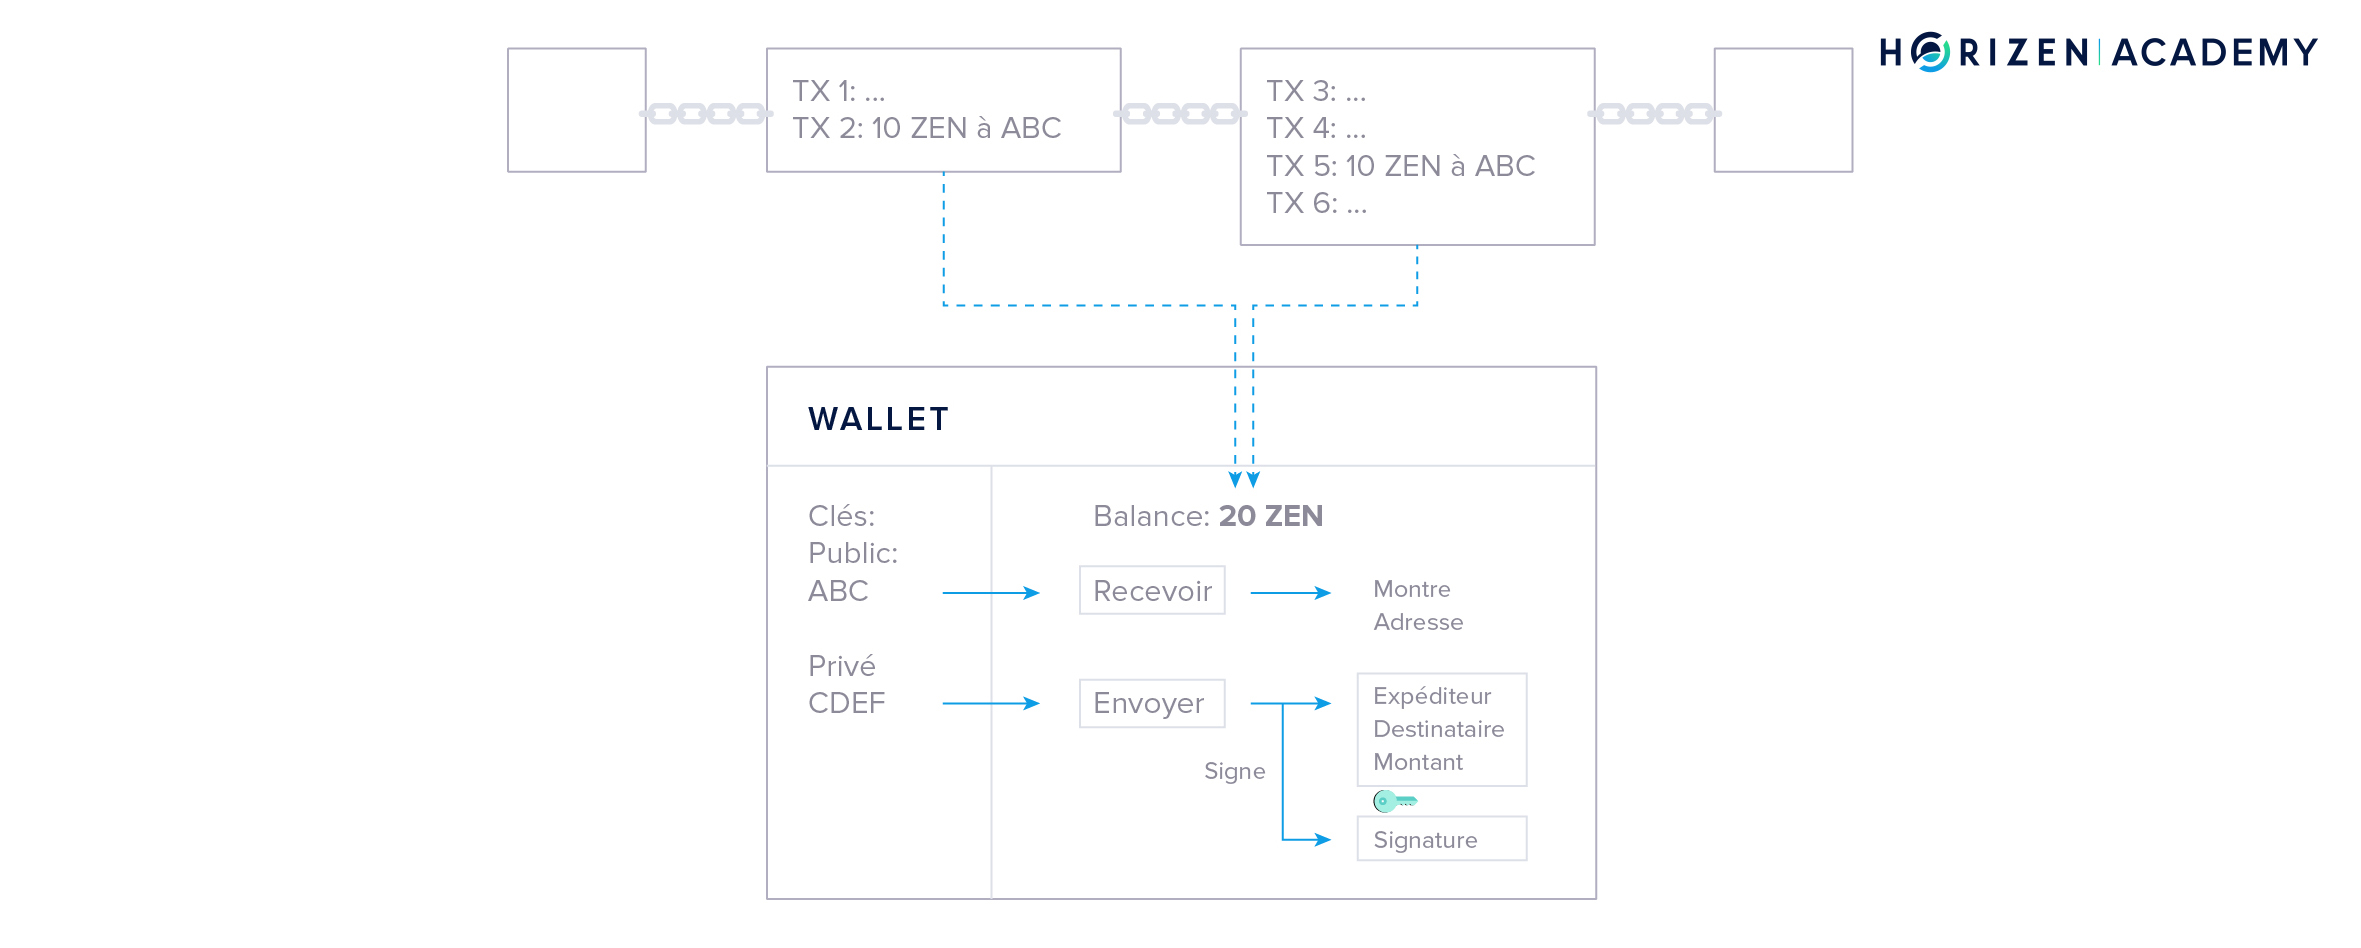 HORIZEN ACADEMY
TX 1: ...
TX 2: 10 ZEN à ABC
TX 3: ...
TX 4: ...
TX 5: 10 ZEN à ABC
TX 6: ...
WALLET
Clés:
Public:
ABC
Privé
CDEF
Balance: 20 ZEN
Recevoir
Montre
Adresse
Envoyer
Expéditeur
Destinataire
Montant
Signe
Signature